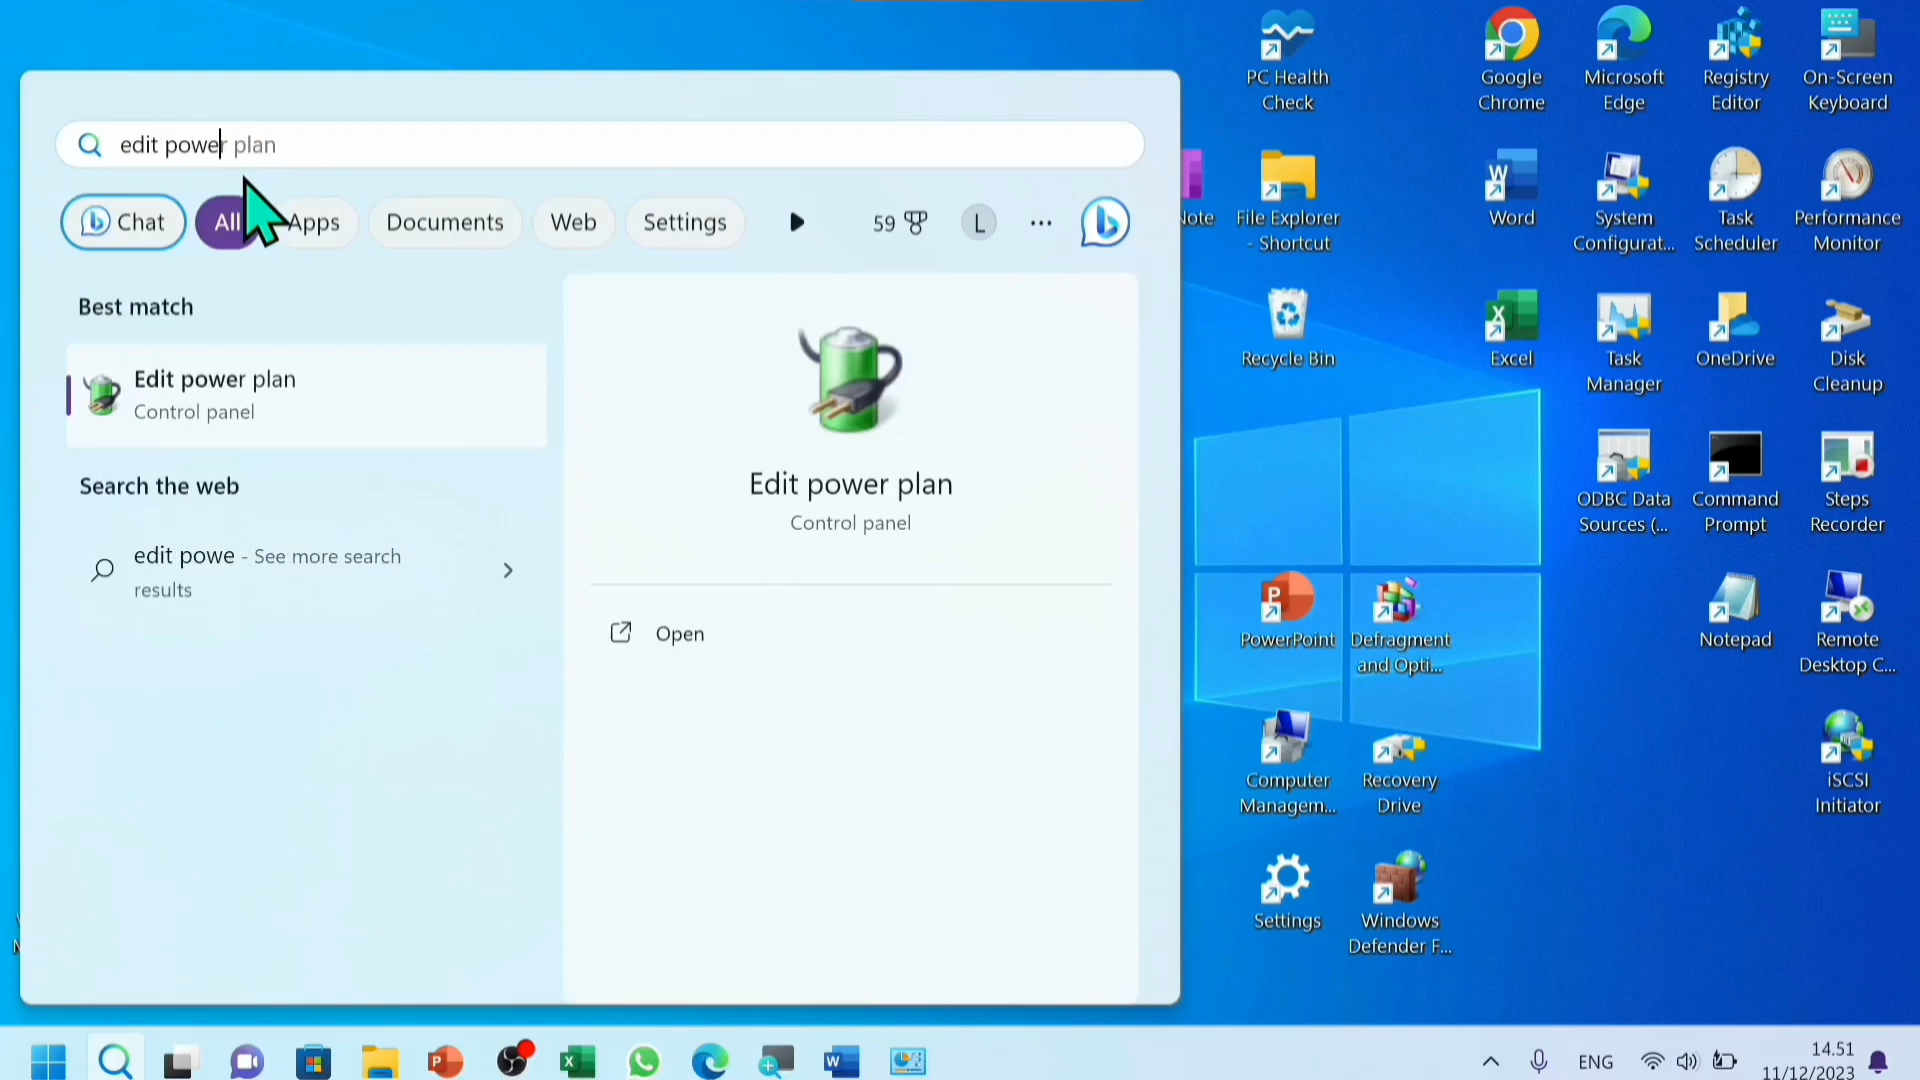 edit power plan
Chat
All
Apps
Documents
Web
Settings
59
L
Best match
Edit power plan
Control panel
Search the web
edit powe - See more search
results
Edit power plan
Control panel
Open
PC Health
Check
Google
Chrome
Microsoft
Edge
Registry
Editor
On-Screen
Keyboard
Note
File Explorer
- Shortcut
Word
System
Configurat...
Task
Scheduler
Performance
Monitor
Recycle Bin
Excel
Task
Manager
OneDrive
Disk
Cleanup
ODBC Data
Sources (...
Command
Prompt
Steps
Recorder
PowerPoint
Defragment
and Opti...
Notepad
Remote
Desktop C...
Computer
Managem...
Recovery
Drive
iSCSI
Initiator
Settings
Windows
Defender F...
ENG
14.51
11/12/2023